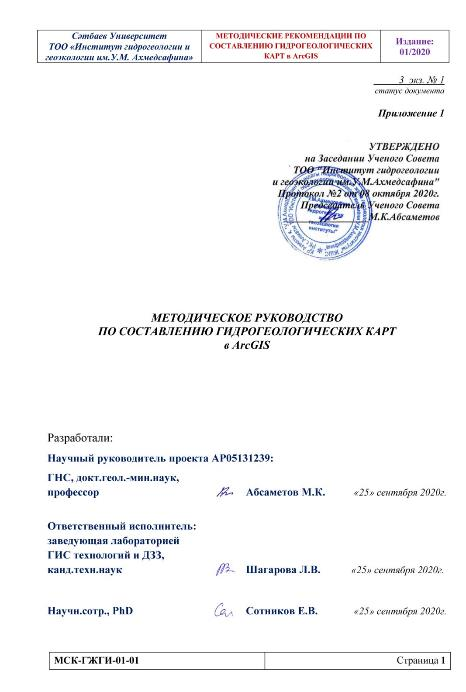 Сәтбаев Университет
ТОО «Институт гидрогеологии и
геоэкологии им.У.М. Ахмедсафина»
МЕТОДИЧЕСКИЕ РЕКОМЕНДАЦИИ ПО
СОСТАВЛЕНИЮ ГИДРОГЕОЛОГИЧЕСКИХ
КАРТ в ArcGIS
Издание:
01/2020
3 экз. № 1
статус документа
Приложение 1
УТВЕРЖДЕНО
на Заседании Ученого Совета
ТОО "Институт гидрогеологии
и геоэкологии им.У.М.Ахмедсафина"
Протокол №2 от 08 октября 2020г.
Председатель Ученого Совета
М.К.Абсаметов
МЕТОДИЧЕСКОЕ РУКОВОДСТВО
ПО СОСТАВЛЕНИЮ ГИДРОГЕОЛОГИЧЕСКИХ КАРТ
в ArcGIS
Разработали:
Научный руководитель проекта АР05131239:
ГНС, докт.геол.-мин.наук,
профессор Абсаметов М.К. «25» сентября 2020г.
Ответственный исполнитель:
заведующая лабораторией
ГИС технологий и ДЗЗ,
канд.техн.наук Шагарова Л.В. «25» сентября 2020г.
Научн.сотр., PhD Сотников Е.В. «25» сентября 2020г.
МСК-ГЖГИ-01-01 Страница 1